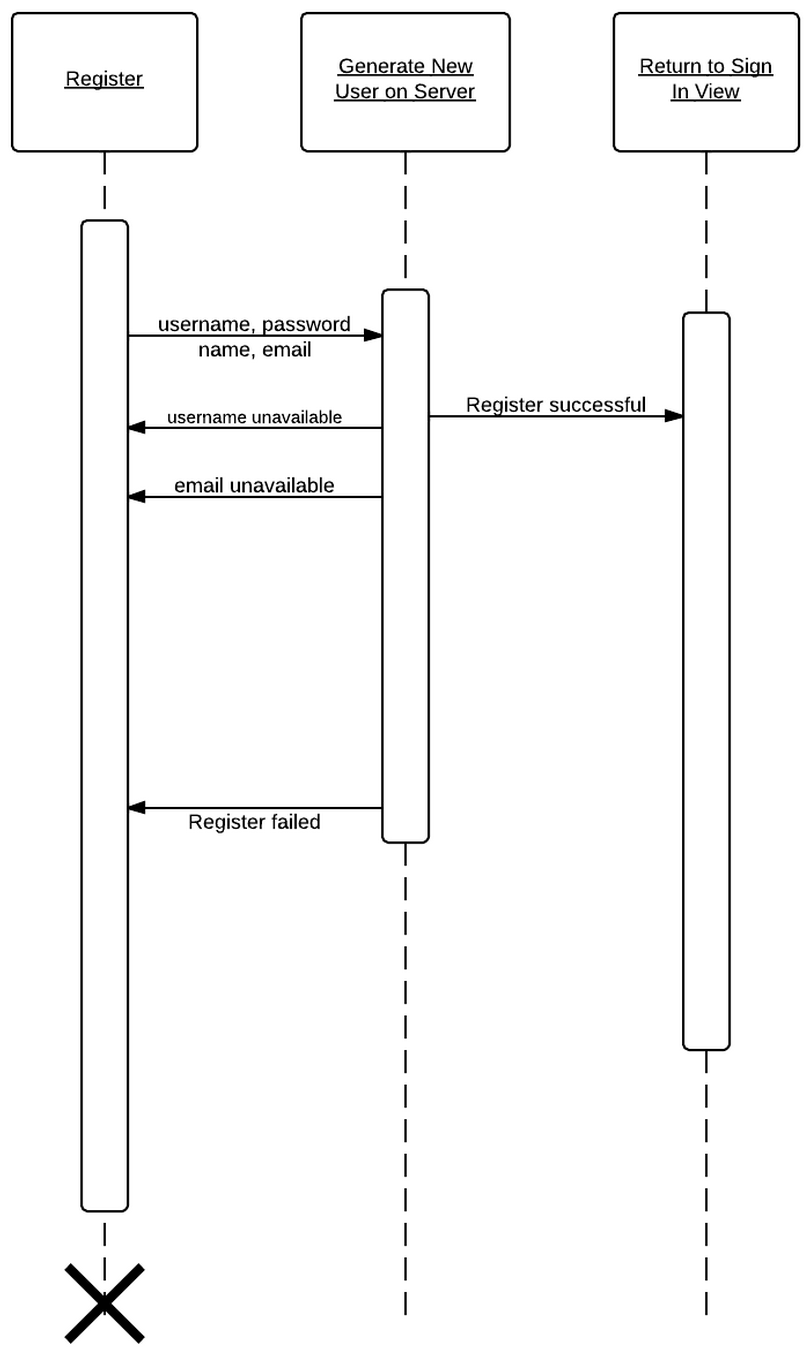 Register
Generate New
User on Server
Return to Sign
In View
username, password
name, email
Register successful
username unavailable
email unavailable
Register failed